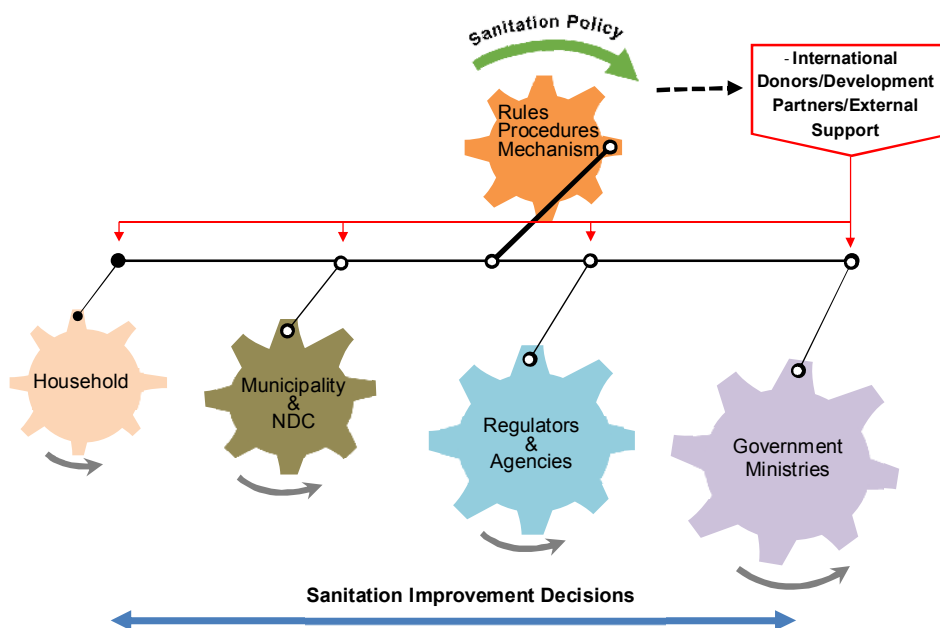 Sanitation Policy
- International
Donors/Development
Partners/External
Support
Rules
Procedures
Mechanism
Household
Municipality
&
NDC
Regulators
&
Agencies
Government
Ministries
Sanitation Improvement Decisions